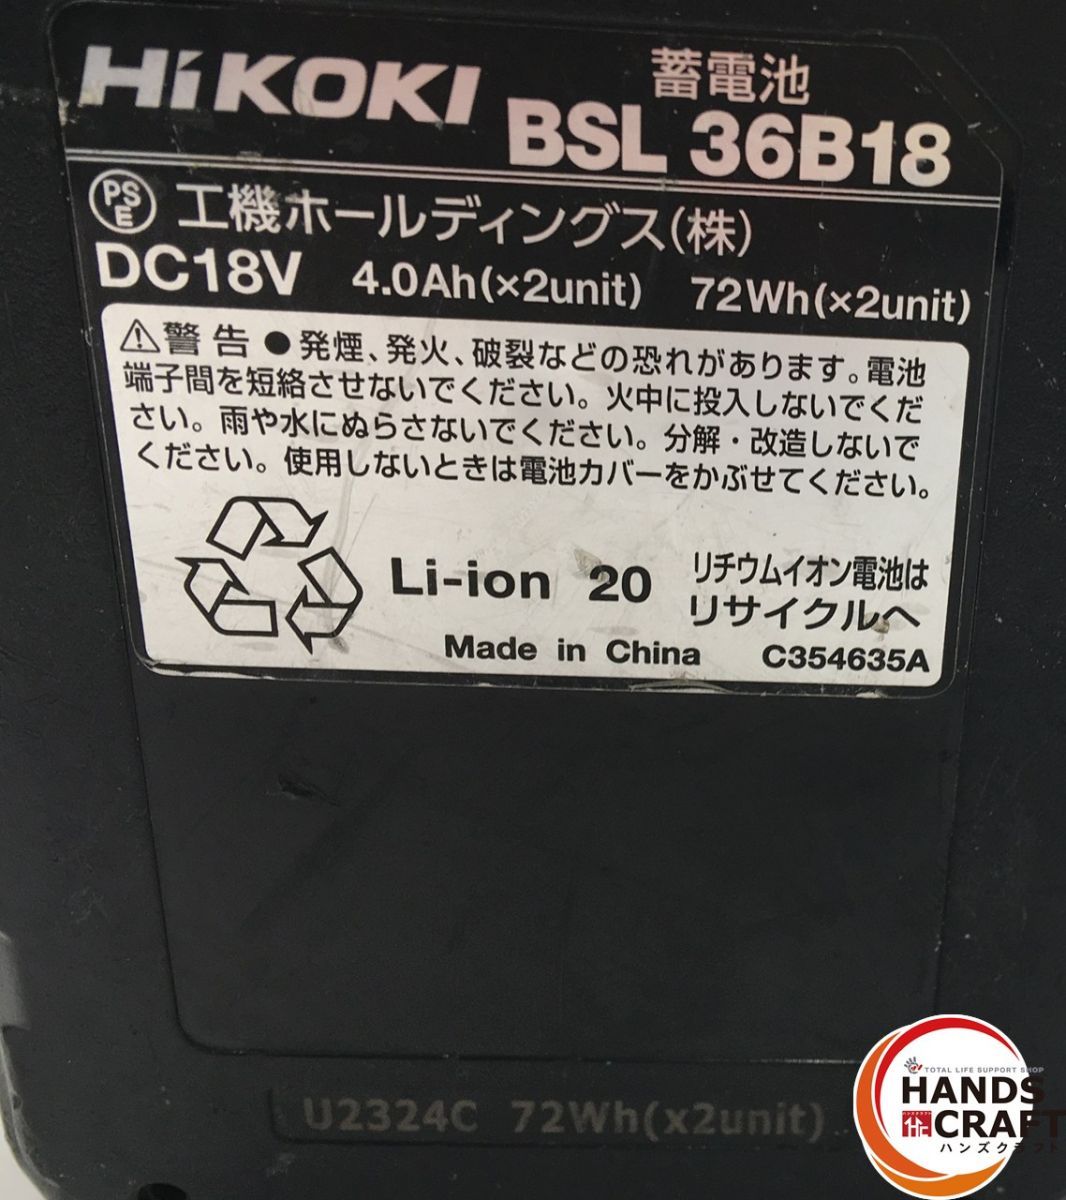 HiKOKI
蓄電池
BSL 36B18
PS
E
工機ホールディングス(株)
DC18V 4.0Ah(×2unit) 72Wh(×2unit)
⚠警告 ●発煙、発火、破裂などの恐れがあります。電池
端子間を短絡させないでください。火中に投入しないでくだ
さい。雨や水にぬらさないでください。分解・改造しないで
ください。使用しないときは電池カバーをかぶせてください。
Li-ion 20
リチウムイオン電池は
リサイクルへ
Made in China C354635A
U2324C 72Wh(x2unit)
TOTAL LIFE SUPPORT SHOP
HANDS
CRAFT
ハンズクラフト